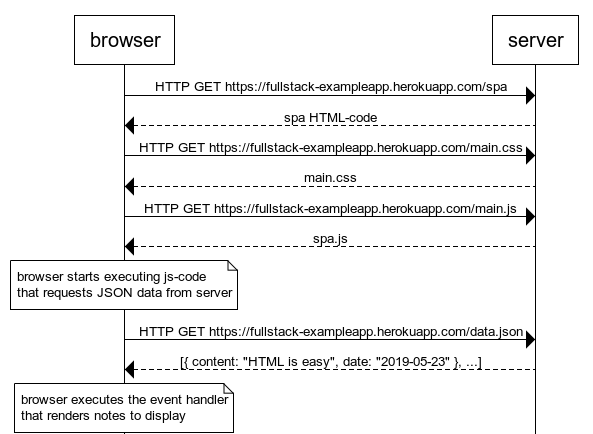 browser
server
HTTP GET https://fullstack-exampleapp.herokuapp.com/spa
spa HTML-code
HTTP GET https://fullstack-exampleapp.herokuapp.com/main.css
main.css
HTTP GET https://fullstack-exampleapp.herokuapp.com/main.js
spa.js
browser starts executing js-code
that requests JSON data from server
HTTP GET https://fullstack-exampleapp.herokuapp.com/data.json
[{ content: "HTML is easy", date: "2019-05-23" }, ...]
browser executes the event handler
that renders notes to display